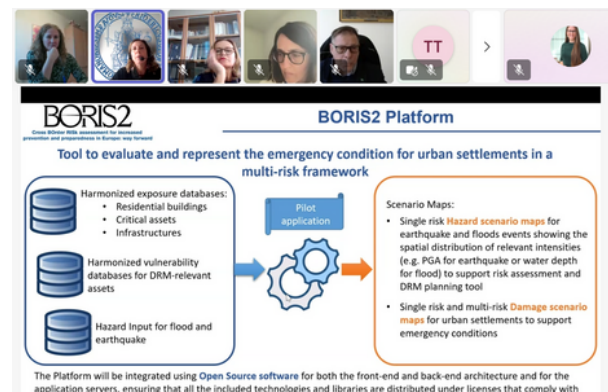 TT
BORIS2
Cross BOrder RISk assessment for increased
prevention and preparedness in Europe: way forward
BORIS2 Platform
Tool to evaluate and represent the emergency condition for urban settlements in a
multi-risk framework
Harmonized exposure databases:
• Residential buildings
• Critical assets
• Infrastructures
Harmonized vulnerability
databases for DRM-relevant
assets
Hazard Input for flood and
earthquake
Pilot
application
Scenario Maps:
• Single risk Hazard scenario maps for
earthquake and floods events showing the
spatial distribution of relevant intensities
(e.g. PGA for earthquake or water depth
for flood) to support risk assessment and
DRM planning tool
• Single risk and multi-risk Damage scenario
maps for urban settlements to support
emergency conditions
The Platform will be integrated using Open Source software for both the front-end and back-end architecture and for the
application servers, ensuring that all the included technologies and libraries are distributed under licenses that comply with